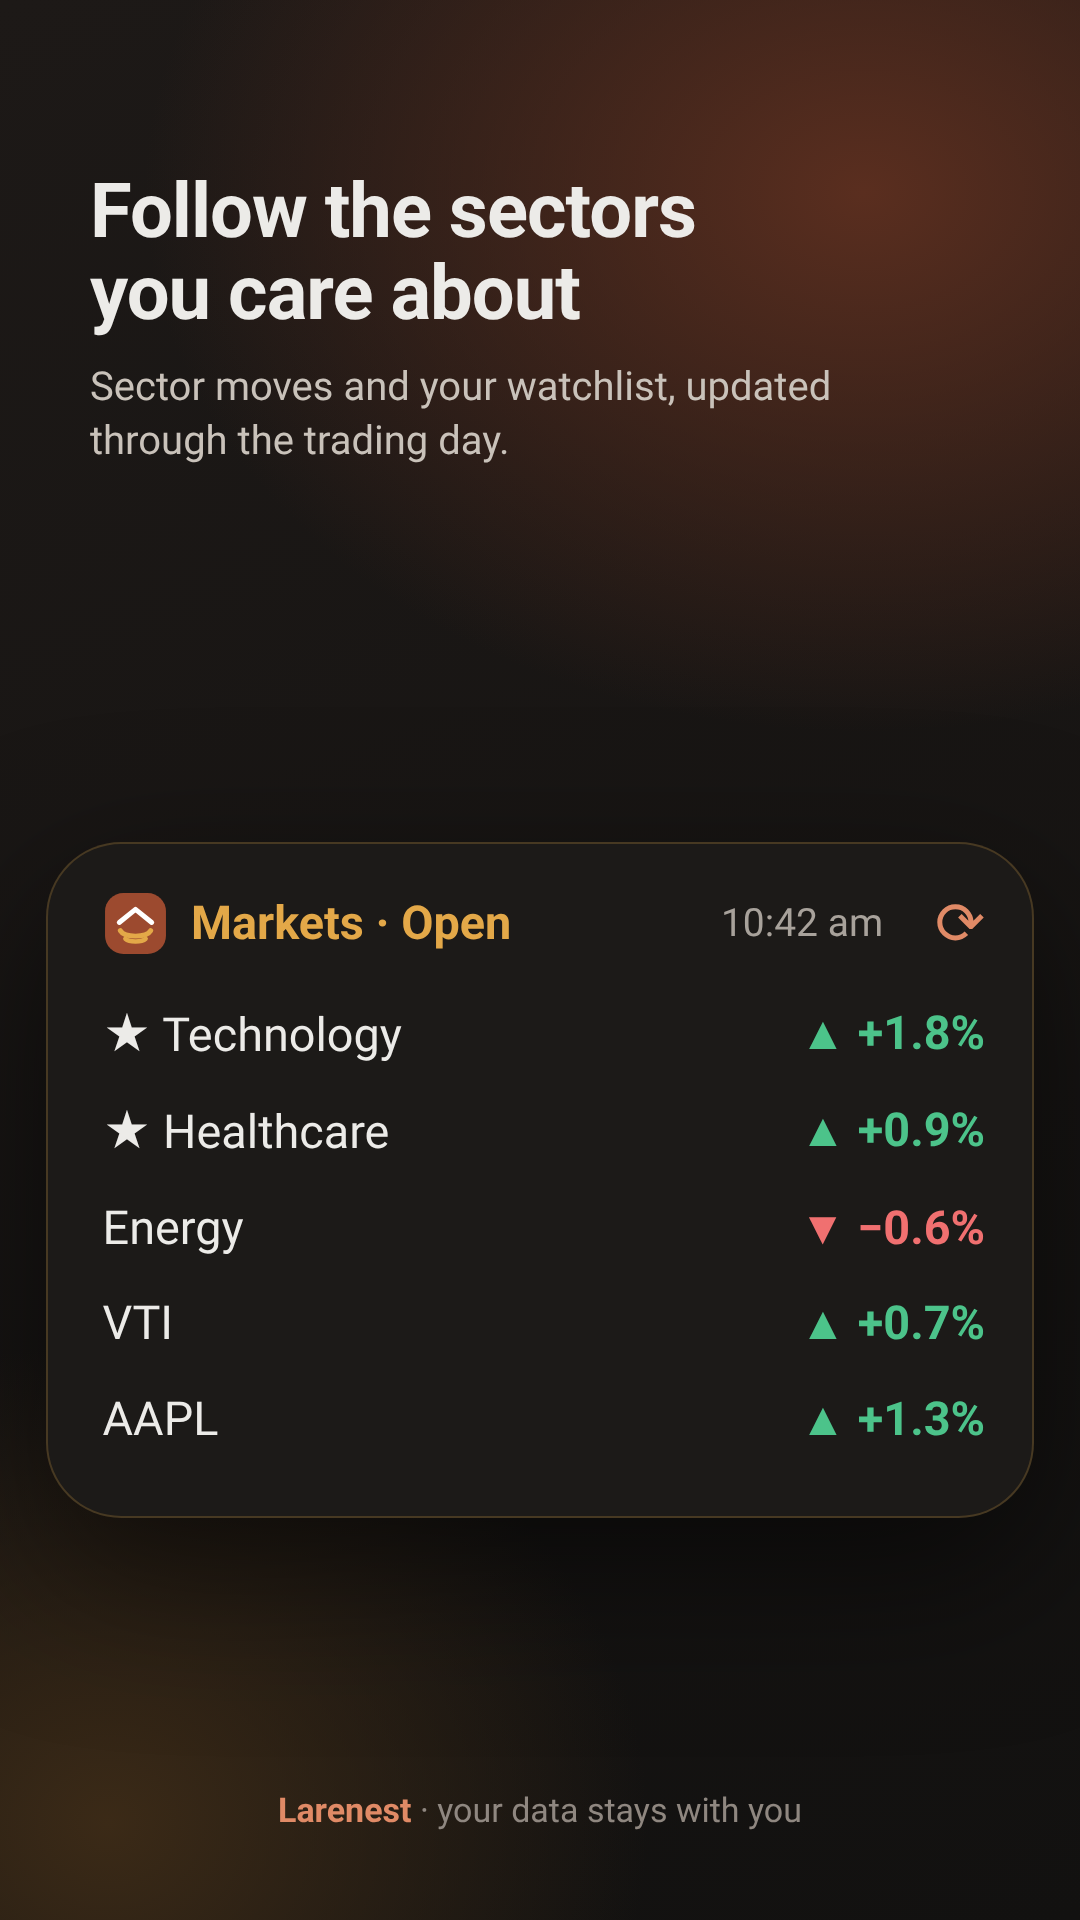 Follow the sectors
you care about
Sector moves and your watchlist, updated
through the trading day.
Markets · Open 10:42 am ⟳
★ Technology ▲ +1.8%
★ Healthcare ▲ +0.9%
Energy ▼ −0.6%
VTI ▲ +0.7%
AAPL ▲ +1.3%
Larenest · your data stays with you